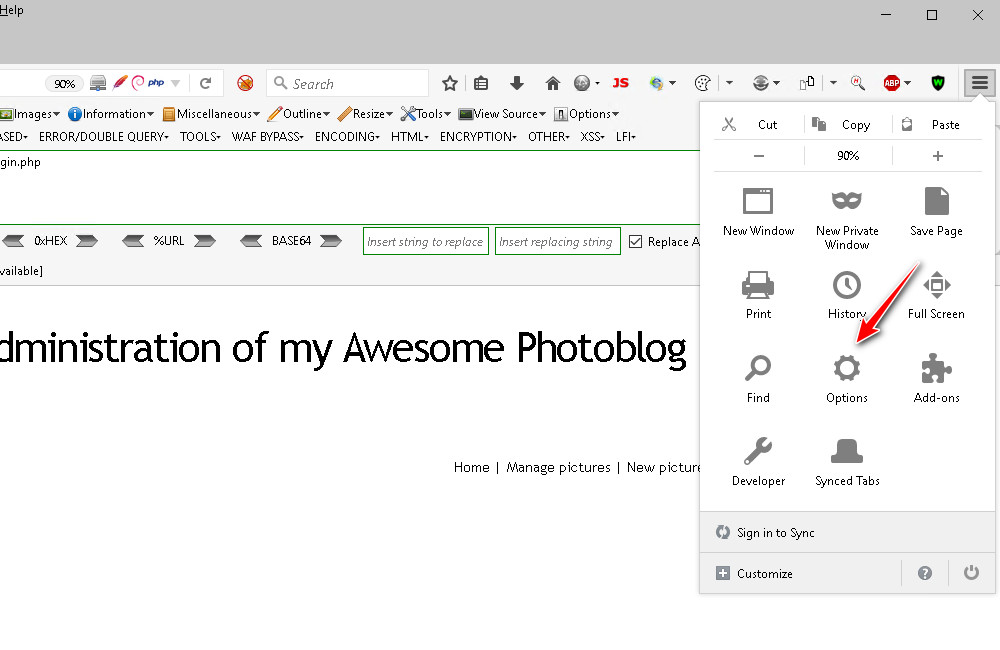 Help
90%
php
Search
JS
ABP
W
Images Information Miscellaneous Outline Resize Tools View Source Options
ASED ERROR/DOUBLE QUERY TOOLS WAF BYPASS ENCODING HTML ENCRYPTION OTHER XSS LFI
gin.php
0xHEX %URL BASE64 Insert string to replace Insert replacing string Replace A
vailable]
dministration of my Awesome Photoblog
Home | Manage pictures | New picture
Cut Copy Paste
− 90% +
New Window New Private Window Save Page
Print History Full Screen
Find Options Add-ons
Developer Synced Tabs
Sign in to Sync
Customize